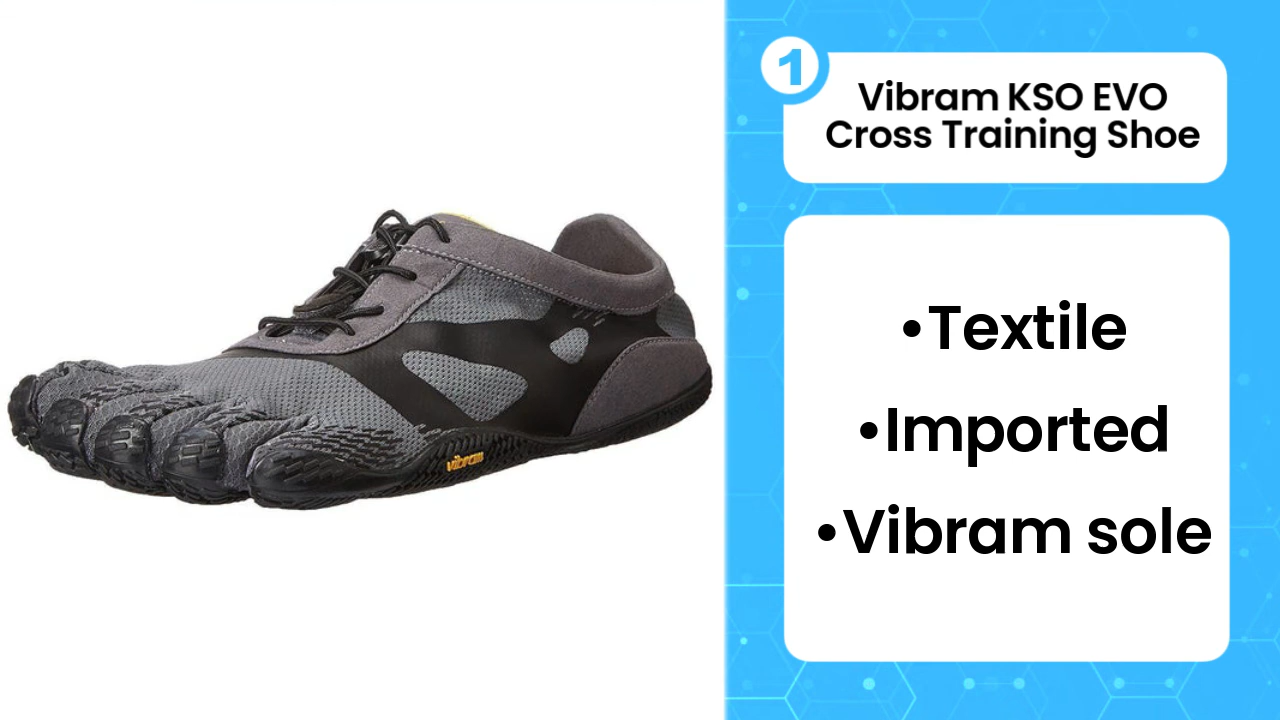 1
Vibram KSO EVO
Cross Training Shoe
•Textile
•Imported
•Vibram sole
vibram